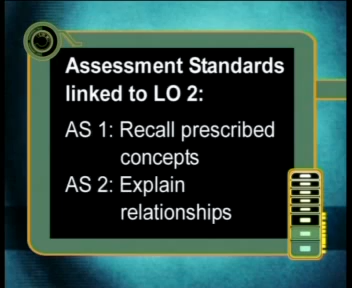 Assessment Standards
linked to LO 2:
AS 1: Recall prescribed
concepts
AS 2: Explain
relationships